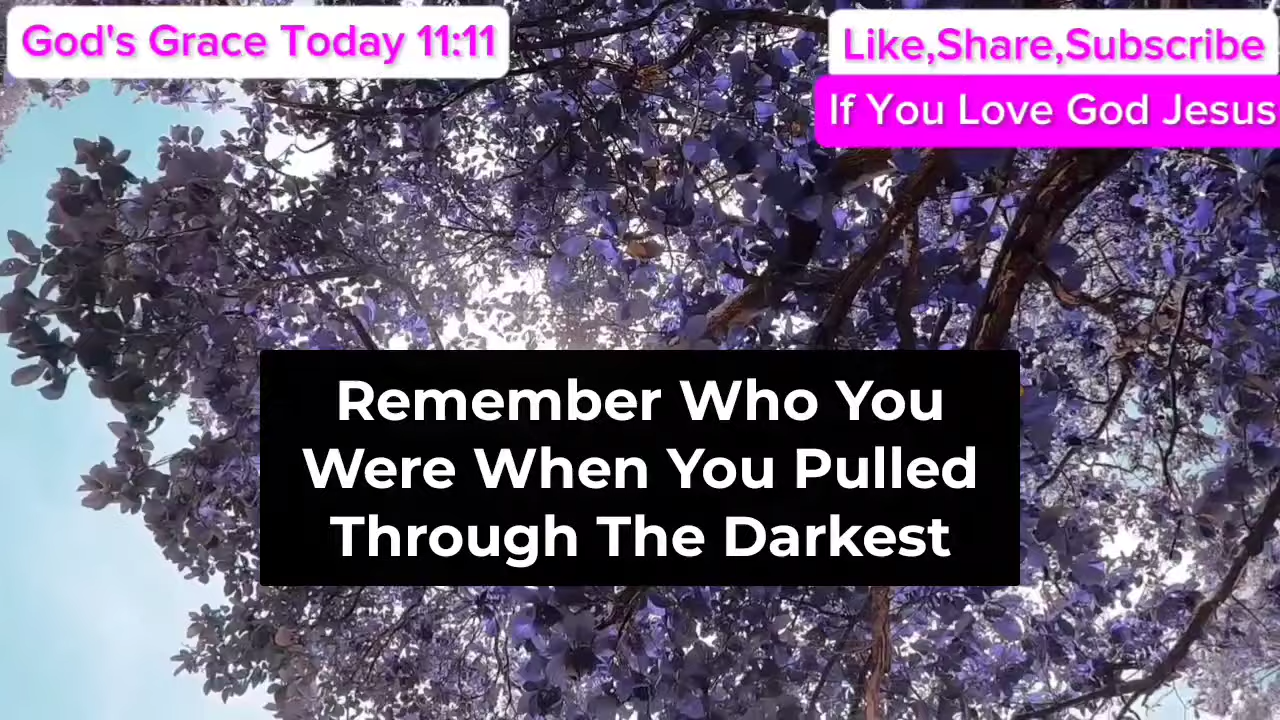 God's Grace Today 11:11
Like,Share,Subscribe
If You Love God Jesus
Remember Who You
Were When You Pulled
Through The Darkest